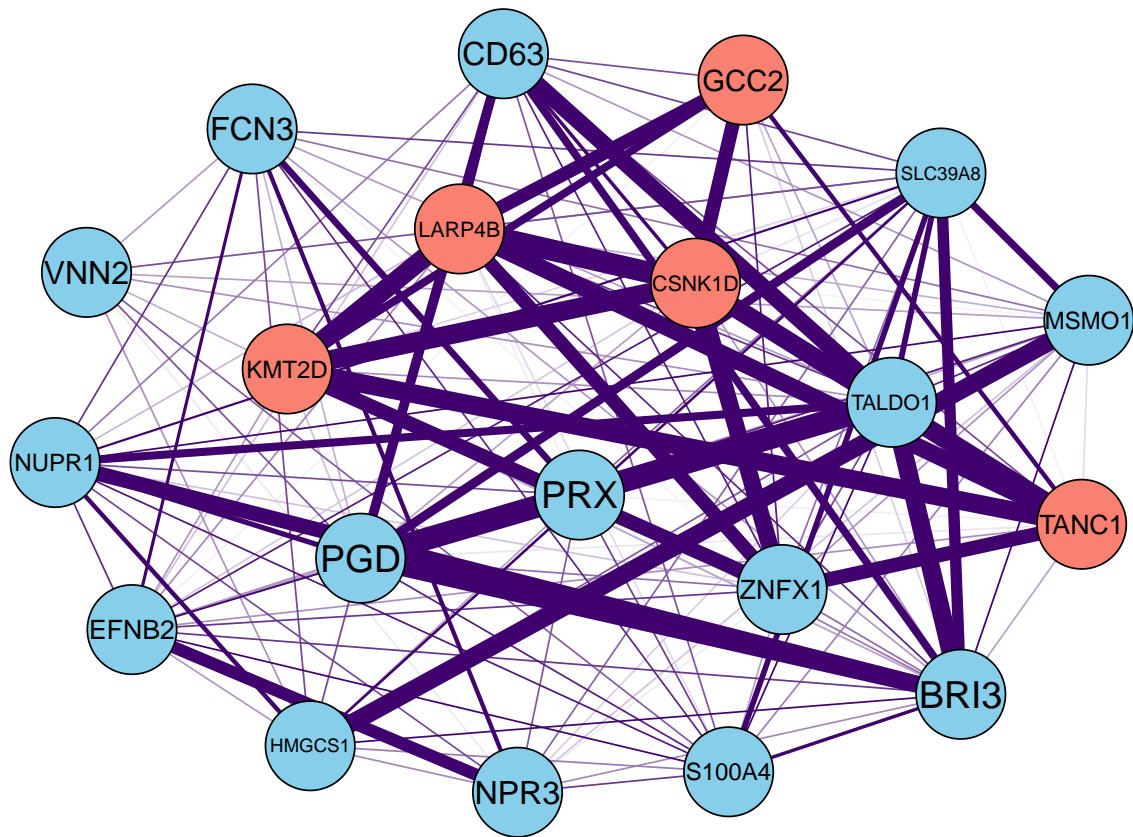 CD63
GCC2
FCN3
SLC39A8
LARP4B
VNN2
CSNK1D
MSMO1
KMT2D
TALDO1
NUPR1
PRX
TANC1
PGD
ZNFX1
EFNB2
BRI3
HMGCS1
S100A4
NPR3